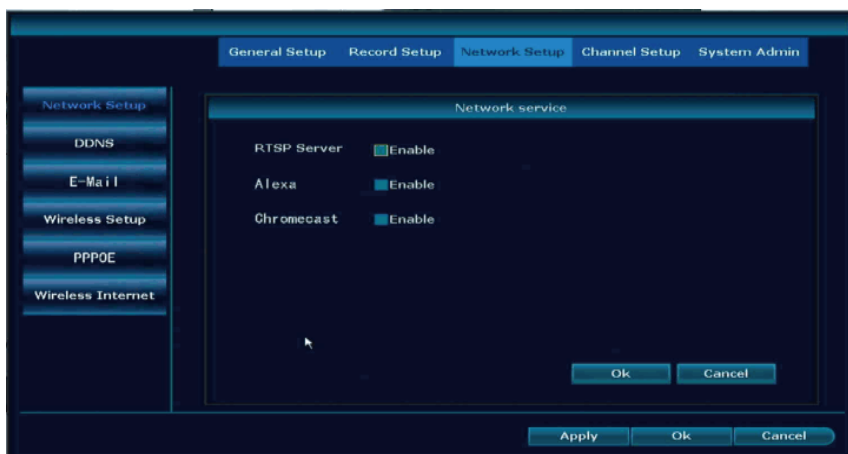 General Setup Record Setup Network Setup Channel Setup System Admin
Network Setup
DDNS
E-Mail
Wireless Setup
PPPOE
Wireless Internet
Network service
RTSP Server Enable
Alexa Enable
Chromecast Enable
Ok Cancel
Apply Ok Cancel